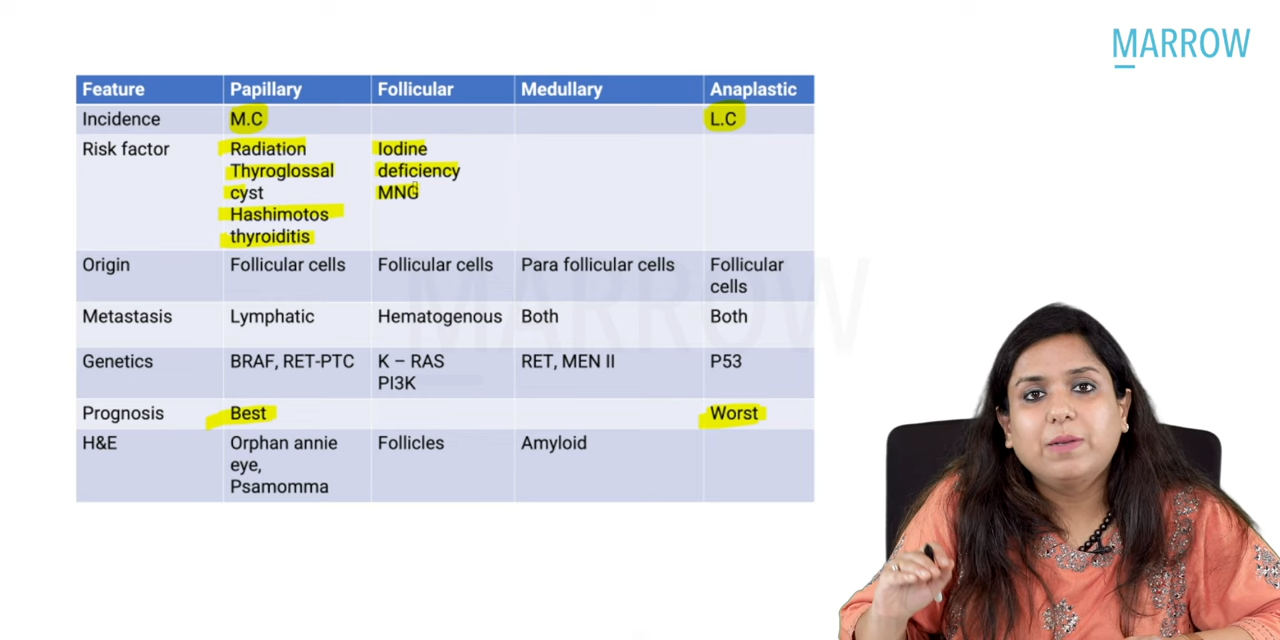 MARROW
Feature Papillary Follicular Medullary Anaplastic
Incidence M.C L.C
Risk factor Radiation Iodine
Thyroglossal deficiency
cyst MNG
Hashimotos
thyroiditis
Origin Follicular cells Follicular cells Para follicular cells Follicular
cells
Metastasis Lymphatic Hematogenous Both Both
Genetics BRAF, RET-PTC K – RAS RET, MEN II P53
PI3K
Prognosis Best Worst
H&E Orphan annie Follicles Amyloid
eye,
Psamomma
MARROW